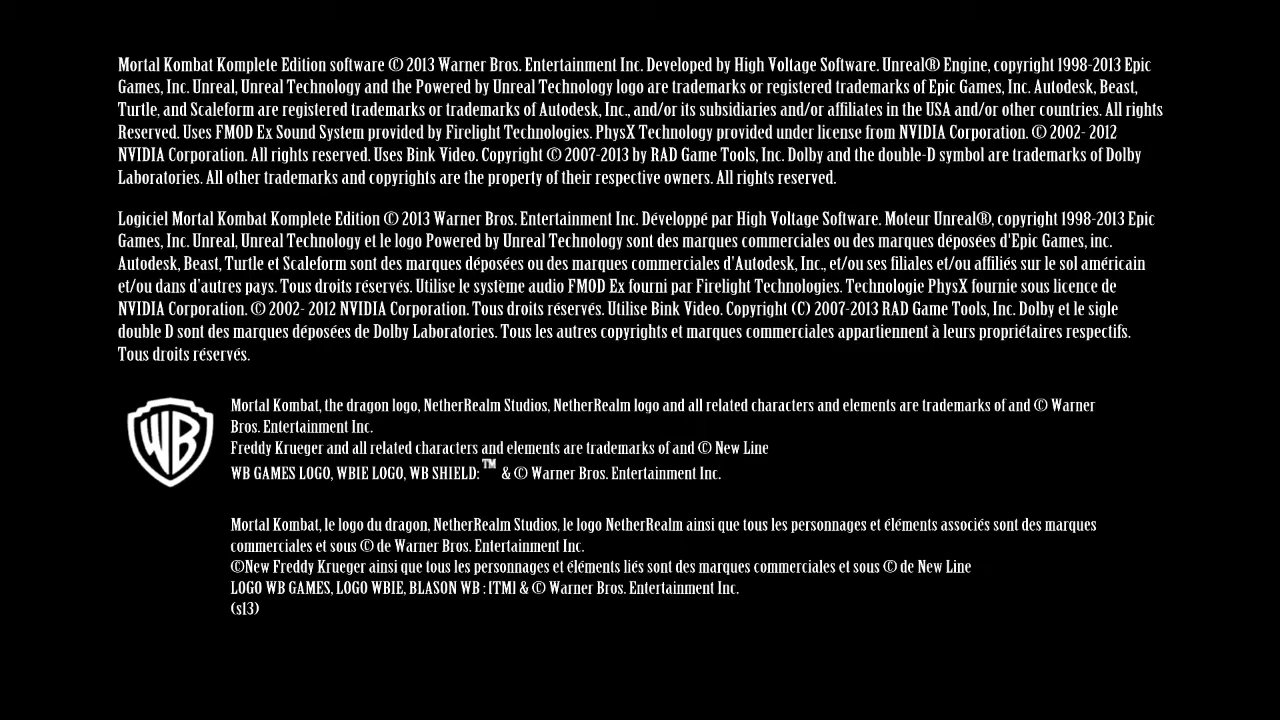 Mortal Kombat Komplete Edition software © 2013 Warner Bros. Entertainment Inc. Developed by High Voltage Software. Unreal® Engine, copyright 1998-2013 Epic
Games, Inc. Unreal, Unreal Technology and the Powered by Unreal Technology logo are trademarks or registered trademarks of Epic Games, Inc. Autodesk, Beast,
Turtle, and Scaleform are registered trademarks or trademarks of Autodesk, Inc., and/or its subsidiaries and/or affiliates in the USA and/or other countries. All rights
Reserved. Uses FMOD Ex Sound System provided by Firelight Technologies. PhysX Technology provided under license from NVIDIA Corporation. © 2002- 2012
NVIDIA Corporation. All rights reserved. Uses Bink Video. Copyright © 2007-2013 by RAD Game Tools, Inc. Dolby and the double-D symbol are trademarks of Dolby
Laboratories. All other trademarks and copyrights are the property of their respective owners. All rights reserved.
Logiciel Mortal Kombat Komplete Edition © 2013 Warner Bros. Entertainment Inc. Développé par High Voltage Software. Moteur Unreal®, copyright 1998-2013 Epic
Games, Inc. Unreal, Unreal Technology et le logo Powered by Unreal Technology sont des marques commerciales ou des marques déposées d'Epic Games, inc.
Autodesk, Beast, Turtle et Scaleform sont des marques déposées ou des marques commerciales d'Autodesk, Inc., et/ou ses filiales et/ou affiliés sur le sol américain
et/ou dans d'autres pays. Tous droits réservés. Utilise le système audio FMOD Ex fourni par Firelight Technologies. Technologie PhysX fournie sous licence de
NVIDIA Corporation. © 2002- 2012 NVIDIA Corporation. Tous droits réservés. Utilise Bink Video. Copyright (C) 2007-2013 RAD Game Tools, Inc. Dolby et le sigle
double D sont des marques déposées de Dolby Laboratories. Tous les autres copyrights et marques commerciales appartiennent à leurs propriétaires respectifs.
Tous droits réservés.
WB
Mortal Kombat, the dragon logo, NetherRealm Studios, NetherRealm logo and all related characters and elements are trademarks of and © Warner
Bros. Entertainment Inc.
Freddy Krueger and all related characters and elements are trademarks of and © New Line
WB GAMES LOGO, WBIE LOGO, WB SHIELD: ™ & © Warner Bros. Entertainment Inc.
Mortal Kombat, le logo du dragon, NetherRealm Studios, le logo NetherRealm ainsi que tous les personnages et éléments associés sont des marques
commerciales et sous © de Warner Bros. Entertainment Inc.
©New Freddy Krueger ainsi que tous les personnages et éléments liés sont des marques commerciales et sous © de New Line
LOGO WB GAMES, LOGO WBIE, BLASON WB : [TM] & © Warner Bros. Entertainment Inc.
(s13)